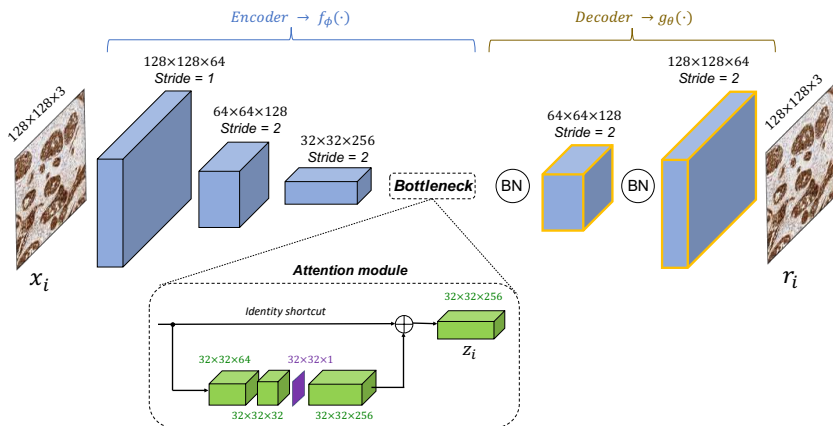 Encoder → f_ϕ(·)
Decoder → g_θ(·)
128×128×3
128×128×64
Stride = 1
64×64×128
Stride = 2
32×32×256
Stride = 2
Bottleneck
BN
64×64×128
Stride = 2
BN
128×128×64
Stride = 2
128×128×3
x_i
r_i
Attention module
Identity shortcut
32×32×256
z_i
32×32×64
32×32×1
32×32×32
32×32×256